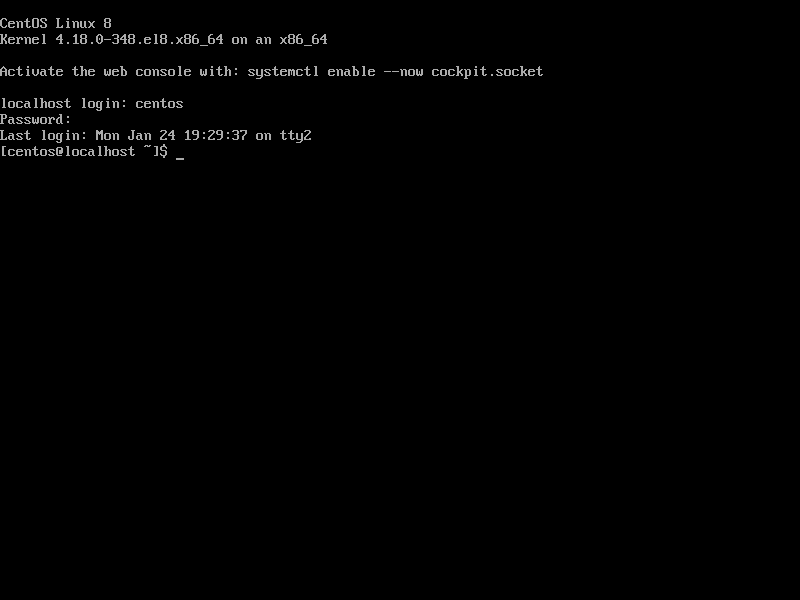 CentOS Linux 8
Kernel 4.18.0-348.el8.x86_64 on an x86_64
Activate the web console with: systemctl enable --now cockpit.socket
localhost login: centos
Password:
Last login: Mon Jan 24 19:29:37 on tty2
[centos@localhost ~]$ _